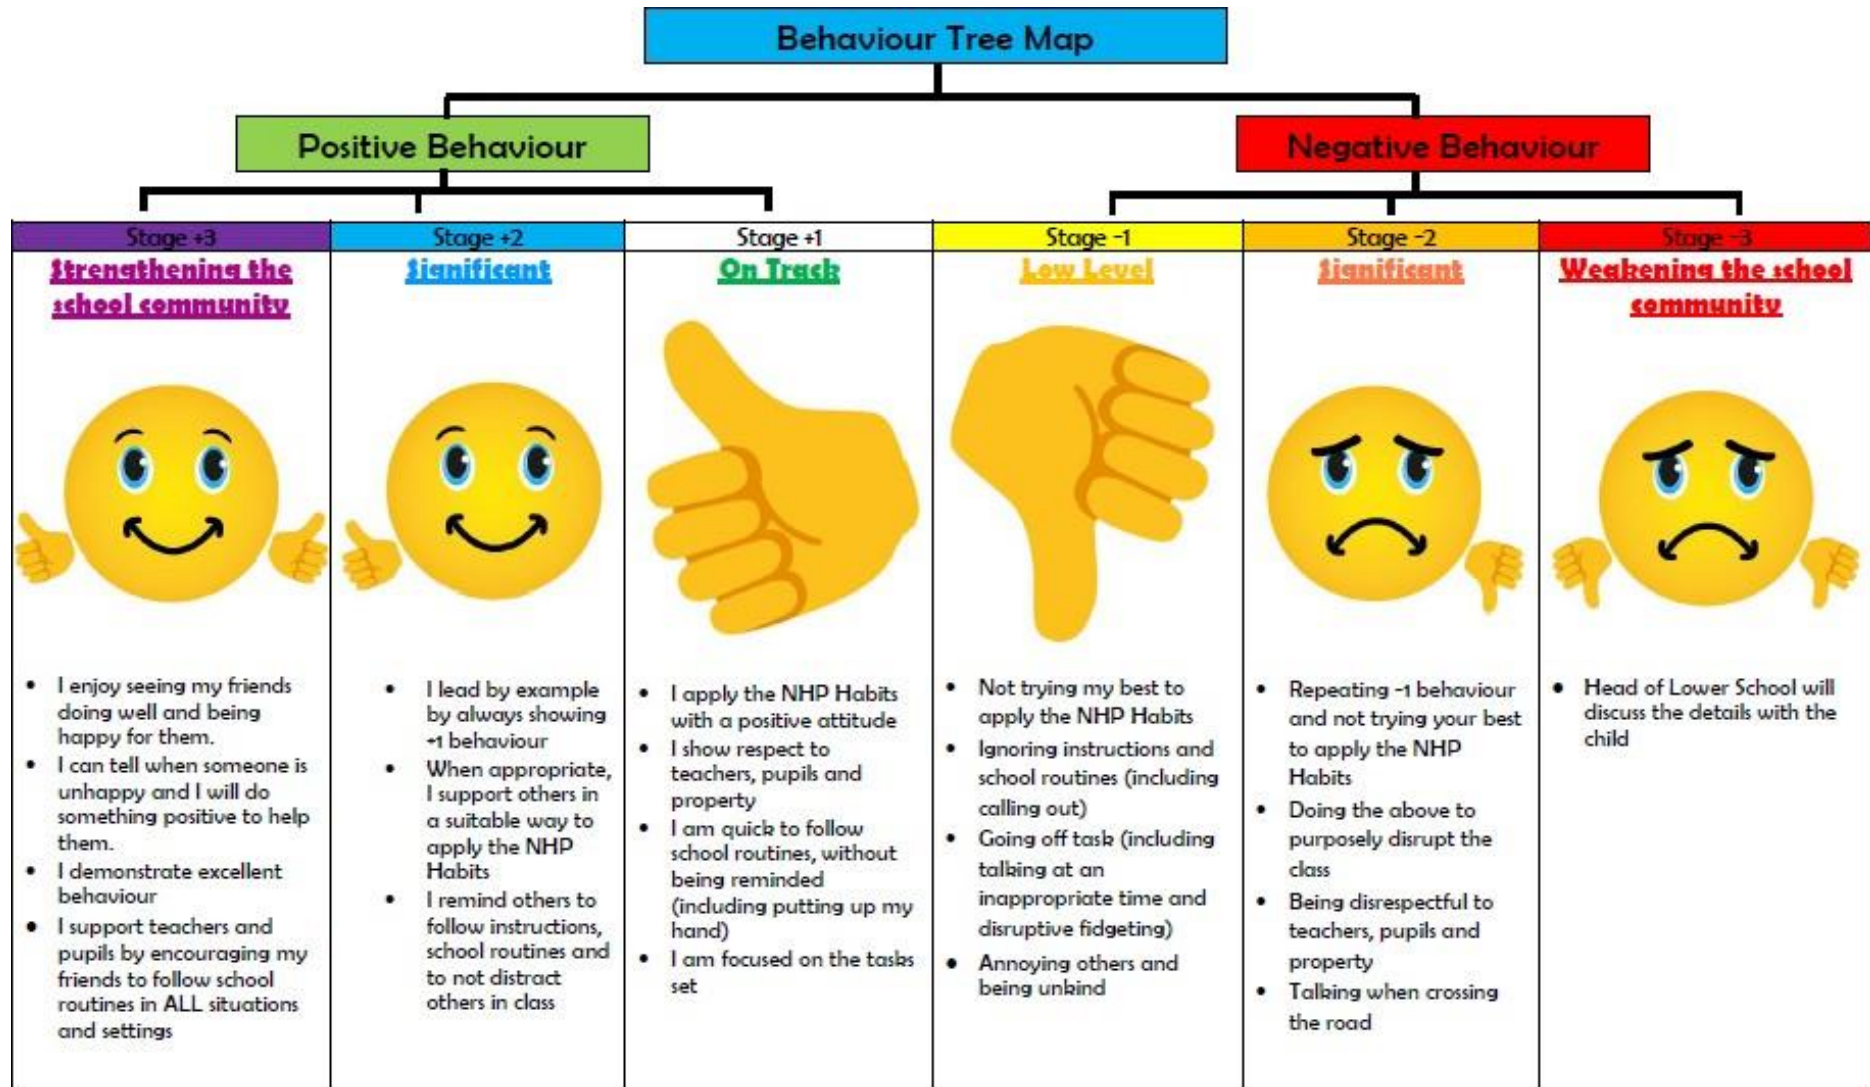 Behaviour Tree Map
Positive Behaviour
Negative Behaviour
Stage +3
Stage +2
Stage +1
Stage -1
Stage -2
Stage -3
Strengthening the
school community
Significant
On Track
Low Level
Significant
Weakening the school
community
• I enjoy seeing my friends
doing well and being
happy for them.
• I can tell when someone is
unhappy and I will do
something positive to help
them.
• I demonstrate excellent
behaviour
• I support teachers and
pupils by encouraging my
friends to follow school
routines in ALL situations
and settings
• I lead by example
by always showing
+1 behaviour
• When appropriate,
I support others in
a suitable way to
apply the NHP
Habits
• I remind others to
follow instructions,
school routines and
to not distract
others in class
• I apply the NHP Habits
with a positive attitude
• I show respect to
teachers, pupils and
property
• I am quick to follow
school routines, without
being reminded
(including putting up my
hand)
• I am focused on the tasks
set
• Not trying my best to
apply the NHP Habits
• Ignoring instructions and
school routines (including
calling out)
• Going off task (including
talking at an
inappropriate time and
disruptive fidgeting)
• Annoying others and
being unkind
• Repeating -1 behaviour
and not trying your best
to apply the NHP
Habits
• Doing the above to
purposely disrupt the
class
• Being disrespectful to
teachers, pupils and
property
• Talking when crossing
the road
• Head of Lower School will
discuss the details with the
child